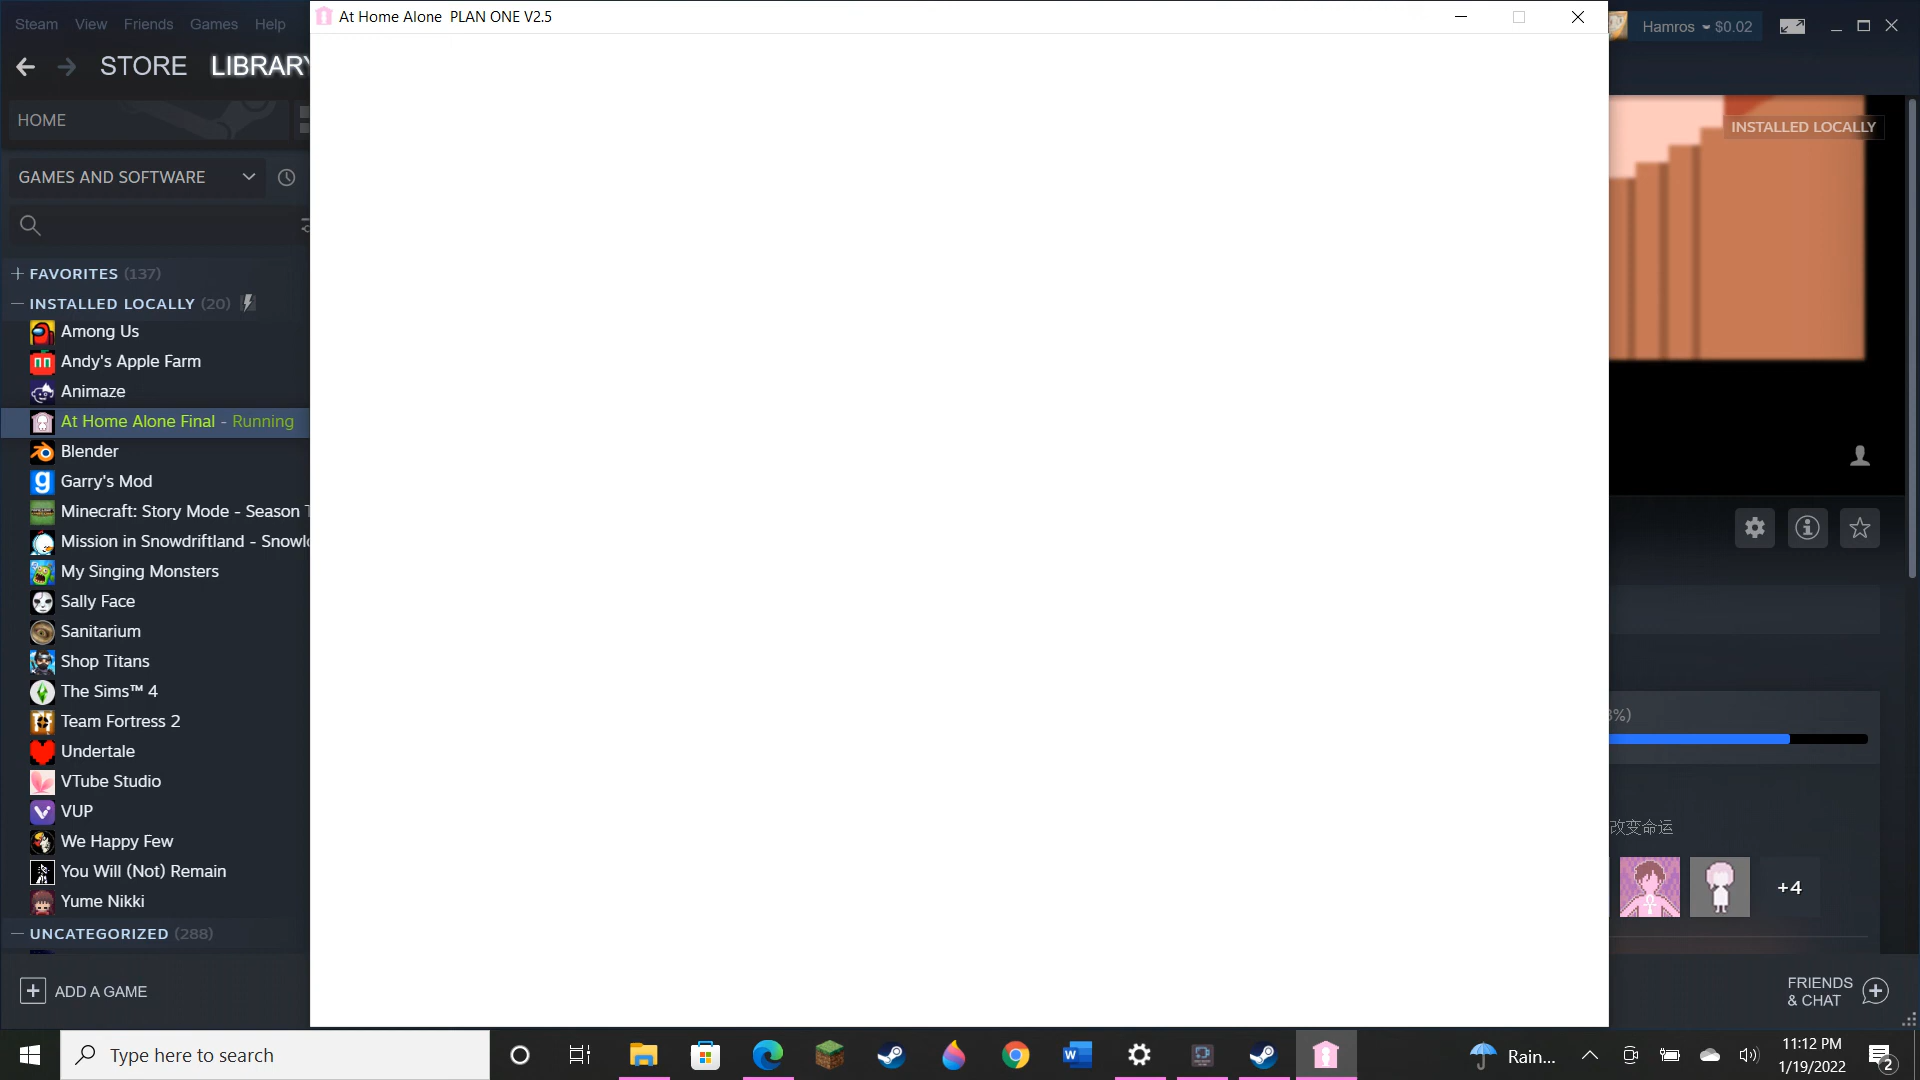 Steam View Friends Games Help
At Home Alone PLAN ONE V2.5
Hamros $0.02
STORE LIBRARY
HOME
INSTALLED LOCALLY
GAMES AND SOFTWARE
FAVORITES (137)
INSTALLED LOCALLY (20)
Among Us
Andy's Apple Farm
Animaze
At Home Alone Final - Running
Blender
Garry's Mod
Minecraft: Story Mode - Season
Mission in Snowdriftland -
My Singing Monsters
Sally Face
Sanitarium
Shop Titans
The Sims™ 4
Team Fortress 2
Undertale
VTube Studio
VUP
We Happy Few
You Will (Not) Remain
Yume Nikki
UNCATEGORIZED (288)
%)
改变命运
+4
ADD A GAME
FRIENDS
& CHAT
Type here to search
Rain...
11:12 PM
1/19/2022
2